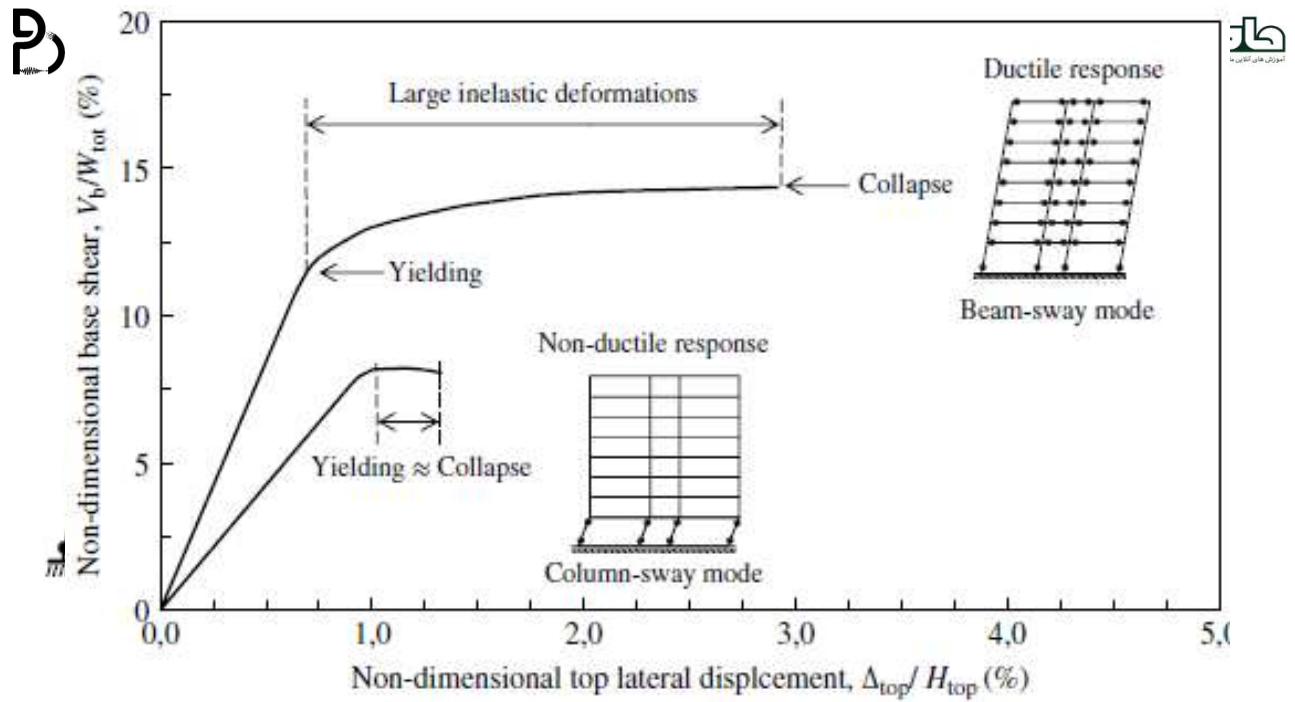 20
15
10
5
0
Non-dimensional base shear, V_b/W_tot (%)
Large inelastic deformations
Ductile response
Collapse
Yielding
Beam-sway mode
Non-ductile response
Yielding ≈ Collapse
Column-sway mode
0,0 1,0 2,0 3,0 4,0 5,0
Non-dimensional top lateral displcement, Δ_top/ H_top (%)